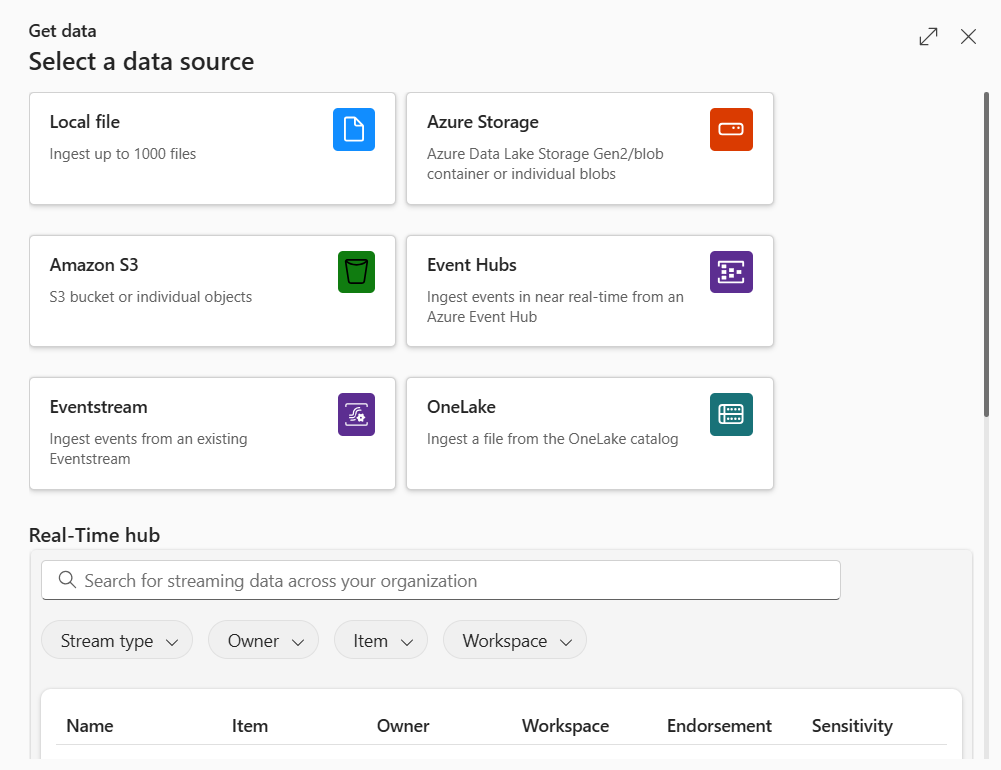 Get data
Select a data source
Local file
Ingest up to 1000 files
Azure Storage
Azure Data Lake Storage Gen2/blob
container or individual blobs
Amazon S3
S3 bucket or individual objects
Event Hubs
Ingest events in near real-time from an
Azure Event Hub
Eventstream
Ingest events from an existing
Eventstream
OneLake
Ingest a file from the OneLake catalog
Real-Time hub
Search for streaming data across your organization
Stream type Owner Item Workspace
Name Item Owner Workspace Endorsement Sensitivity